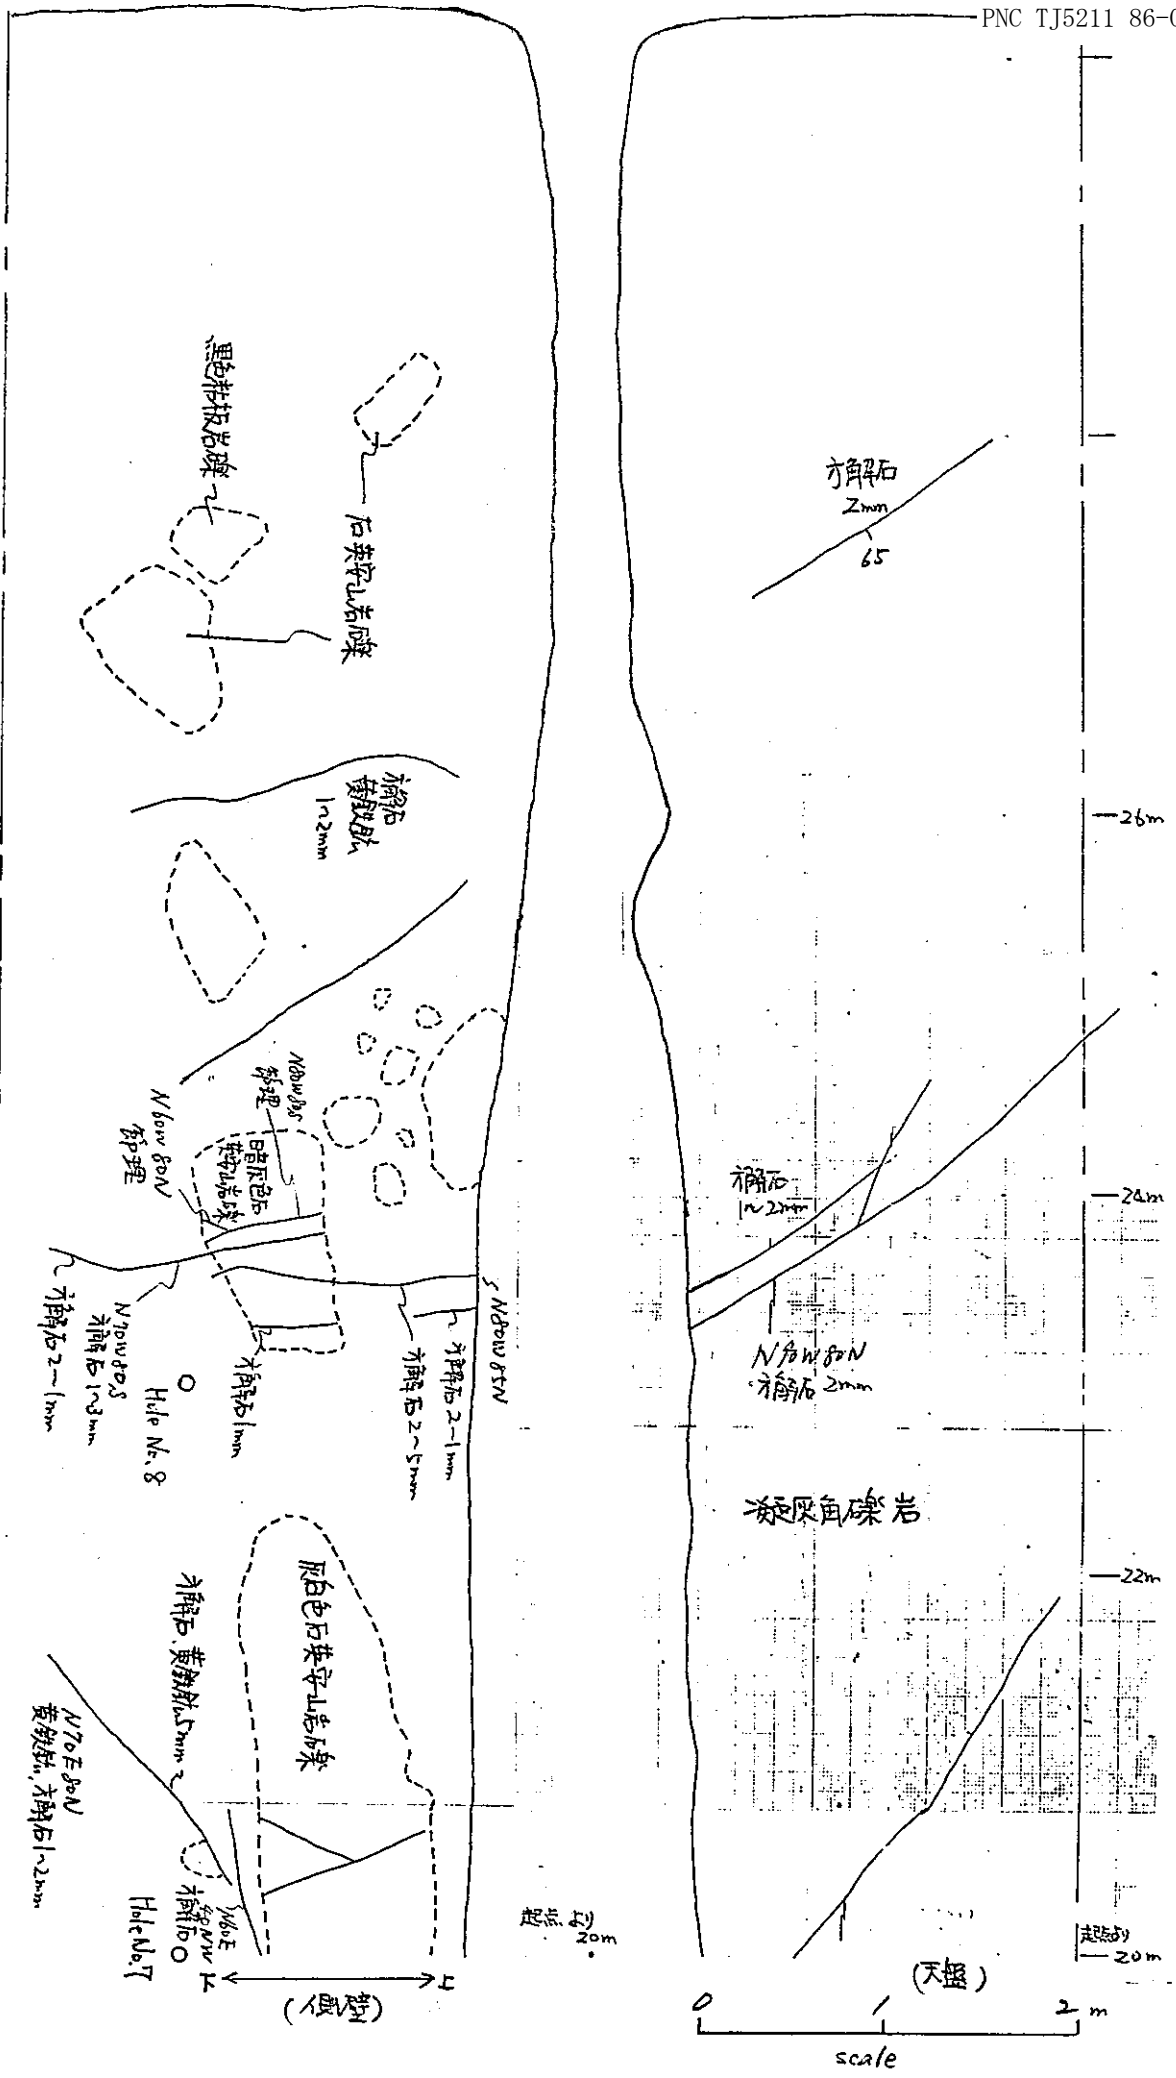 PNC TJ5211 86-0
黒色粘板岩礫
石英安山岩礫
方解石
2mm
65
方解石
黄鉄鉱
1~2mm
26m
N80W80S
節理
N60W80N
節理
暗灰色石
英安山岩礫
方解石
1~2mm
24m
N80W85N
方解石2~1mm
方解石2~5mm
方解石1mm
N70W80S
方解石1~3mm
方解石2~1mm
Hole No.8
方解石 2mm
凝灰角礫岩
22m
灰白色石英安山岩礫
方解石、黄鉄鉱5mm
N70E80N
黄鉄鉱,方解石1~2mm
方解石
Hole No.7
起点より
20m
起点より
20m
上
(側壁)
(天盤)
0 1 2 m
scale